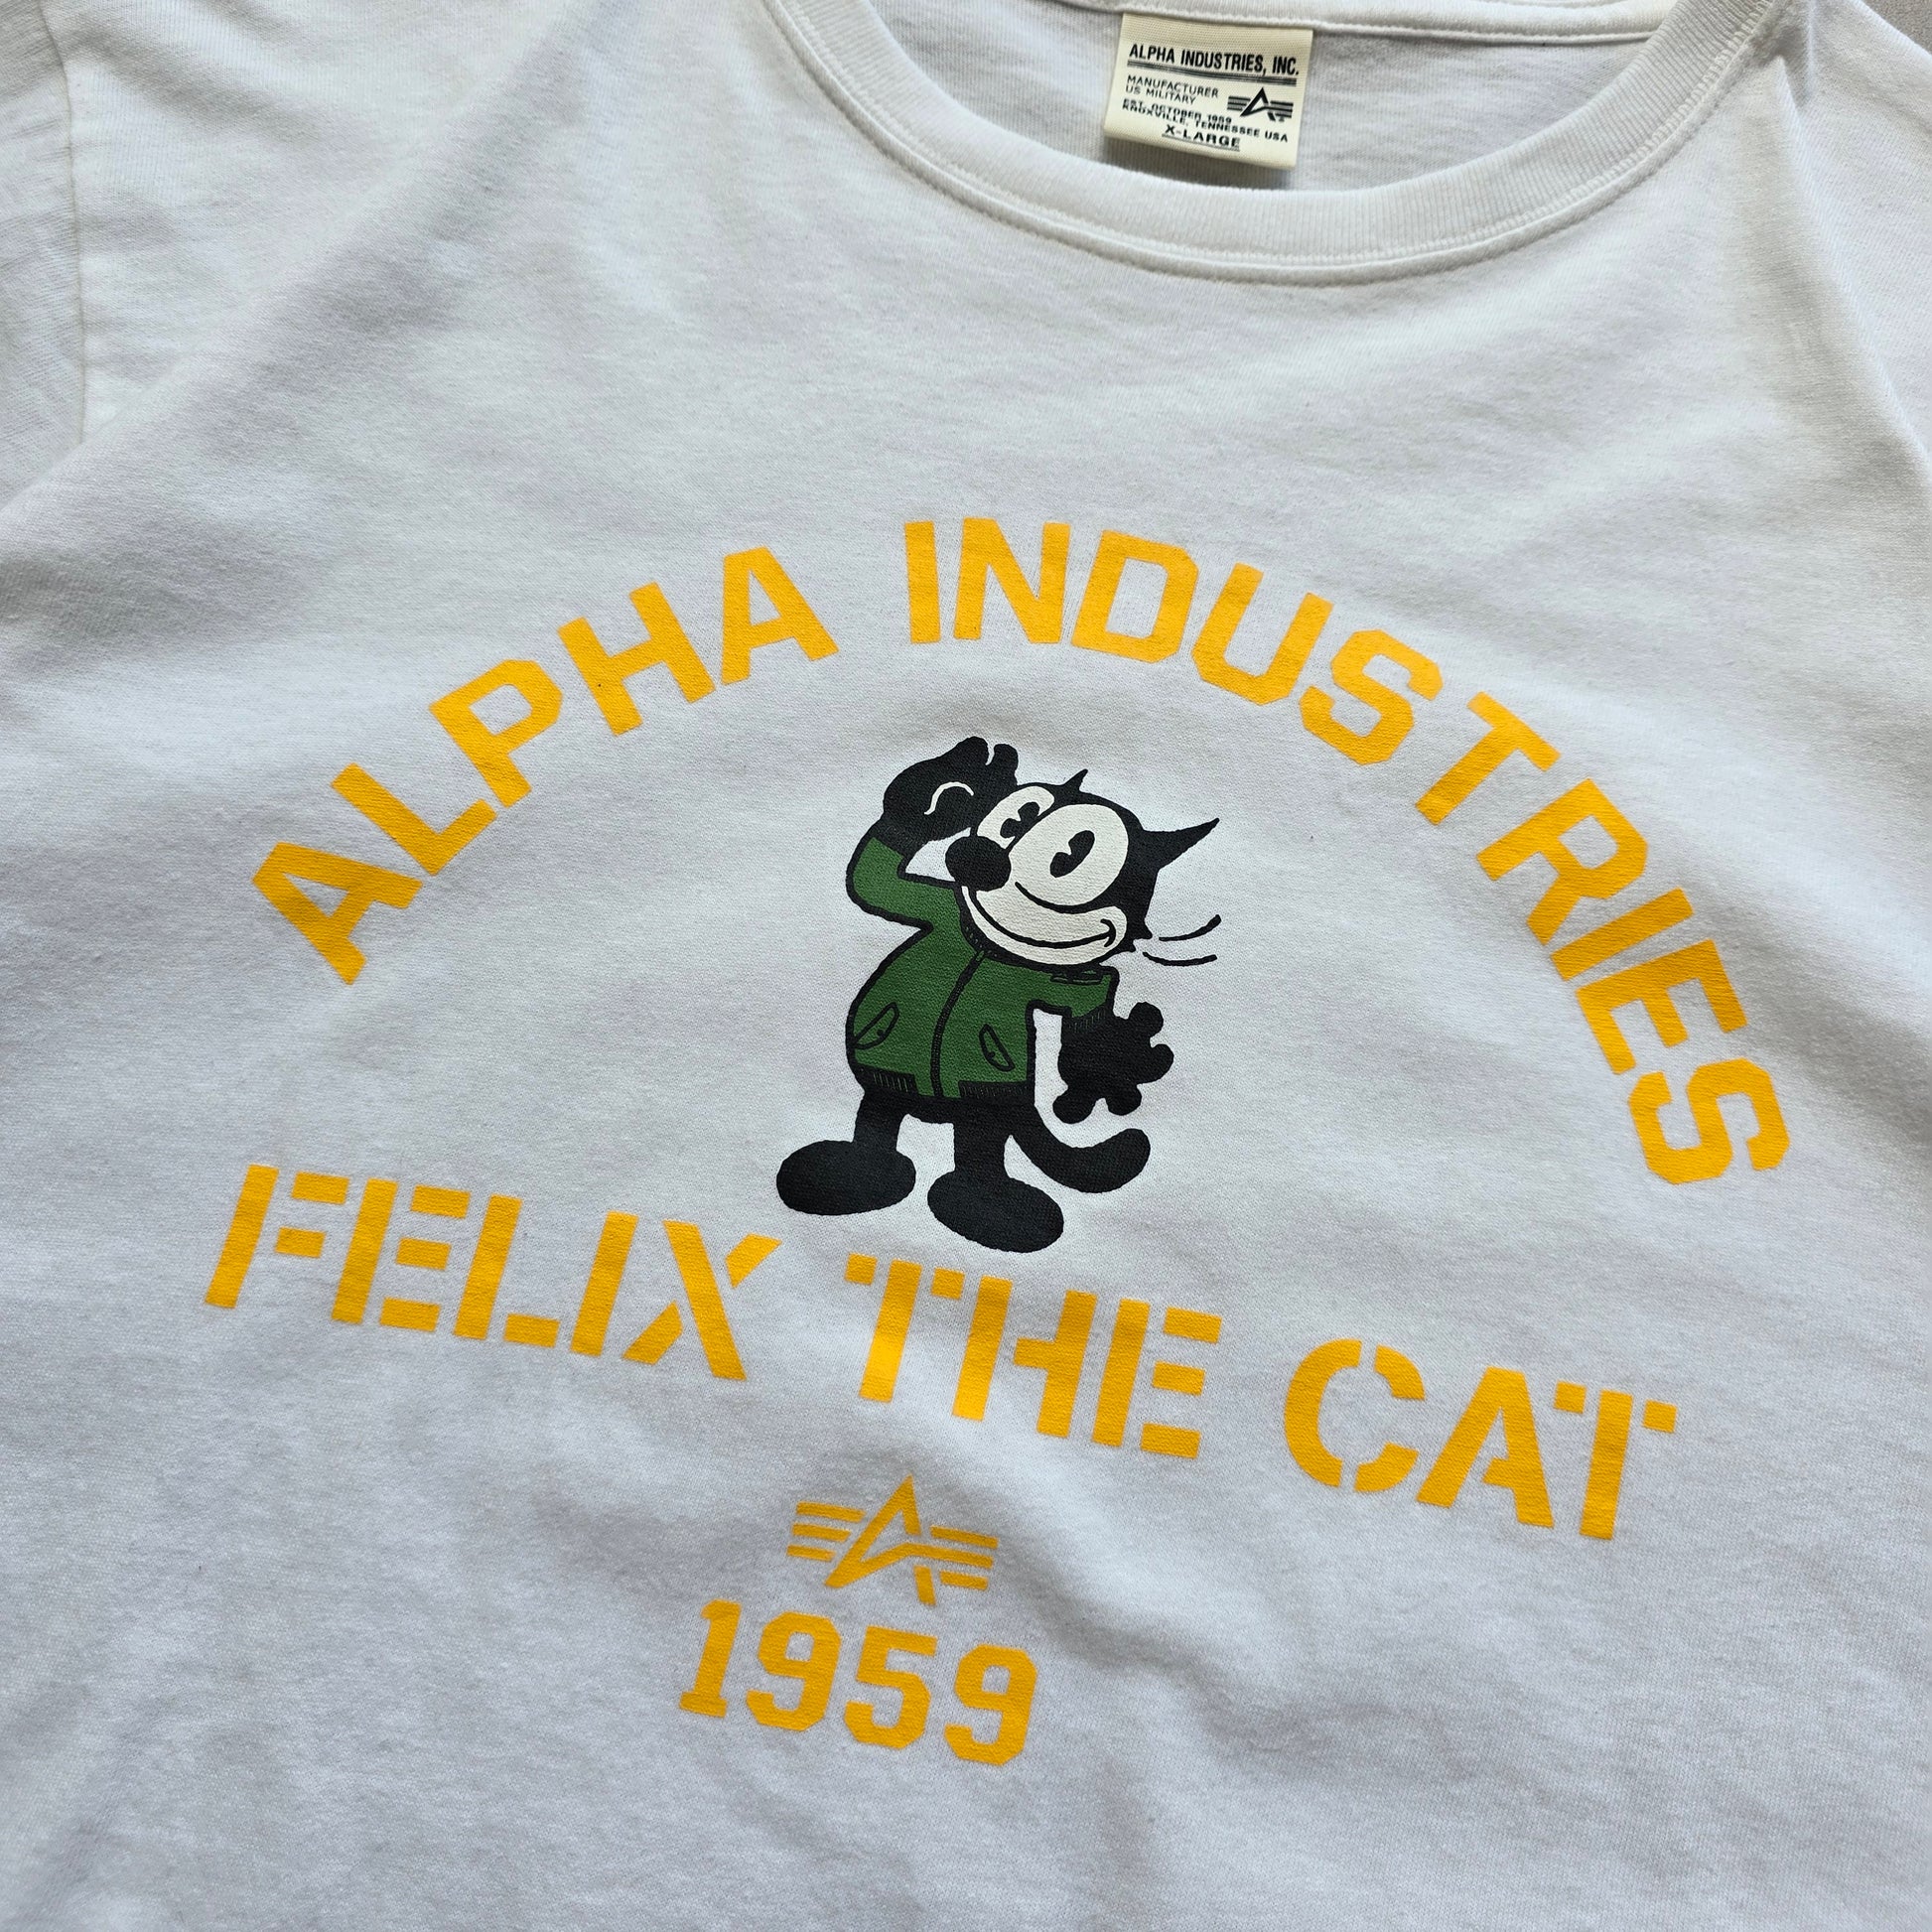 ALPHA INDUSTRIES, INC.
MANUFACTURER
US MILITARY
EST. OCTOBER 1959
KNOXVILLE, TENNESSEE USA
X-LARGE
ALPHA INDUSTRIES
FELIX THE CAT
1959